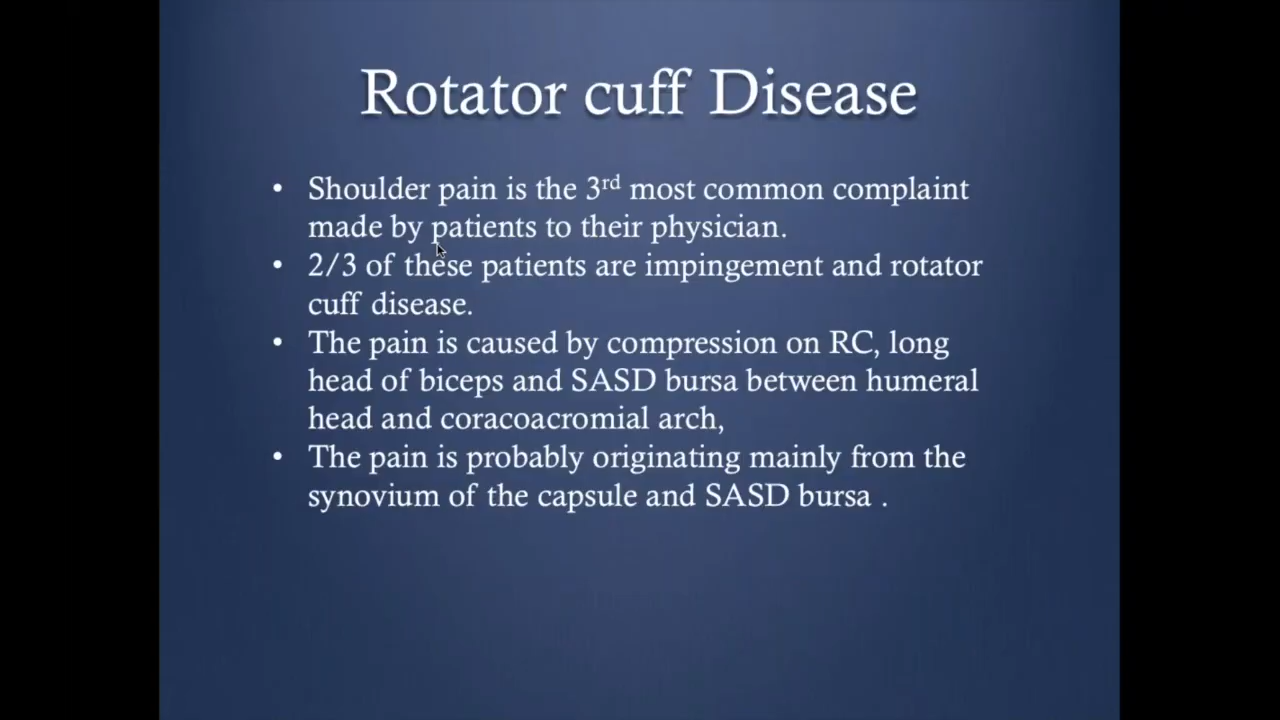 Rotator cuff Disease
• Shoulder pain is the 3rd most common complaint
made by patients to their physician.
• 2/3 of these patients are impingement and rotator
cuff disease.
• The pain is caused by compression on RC, long
head of biceps and SASD bursa between humeral
head and coracoacromial arch,
• The pain is probably originating mainly from the
synovium of the capsule and SASD bursa .